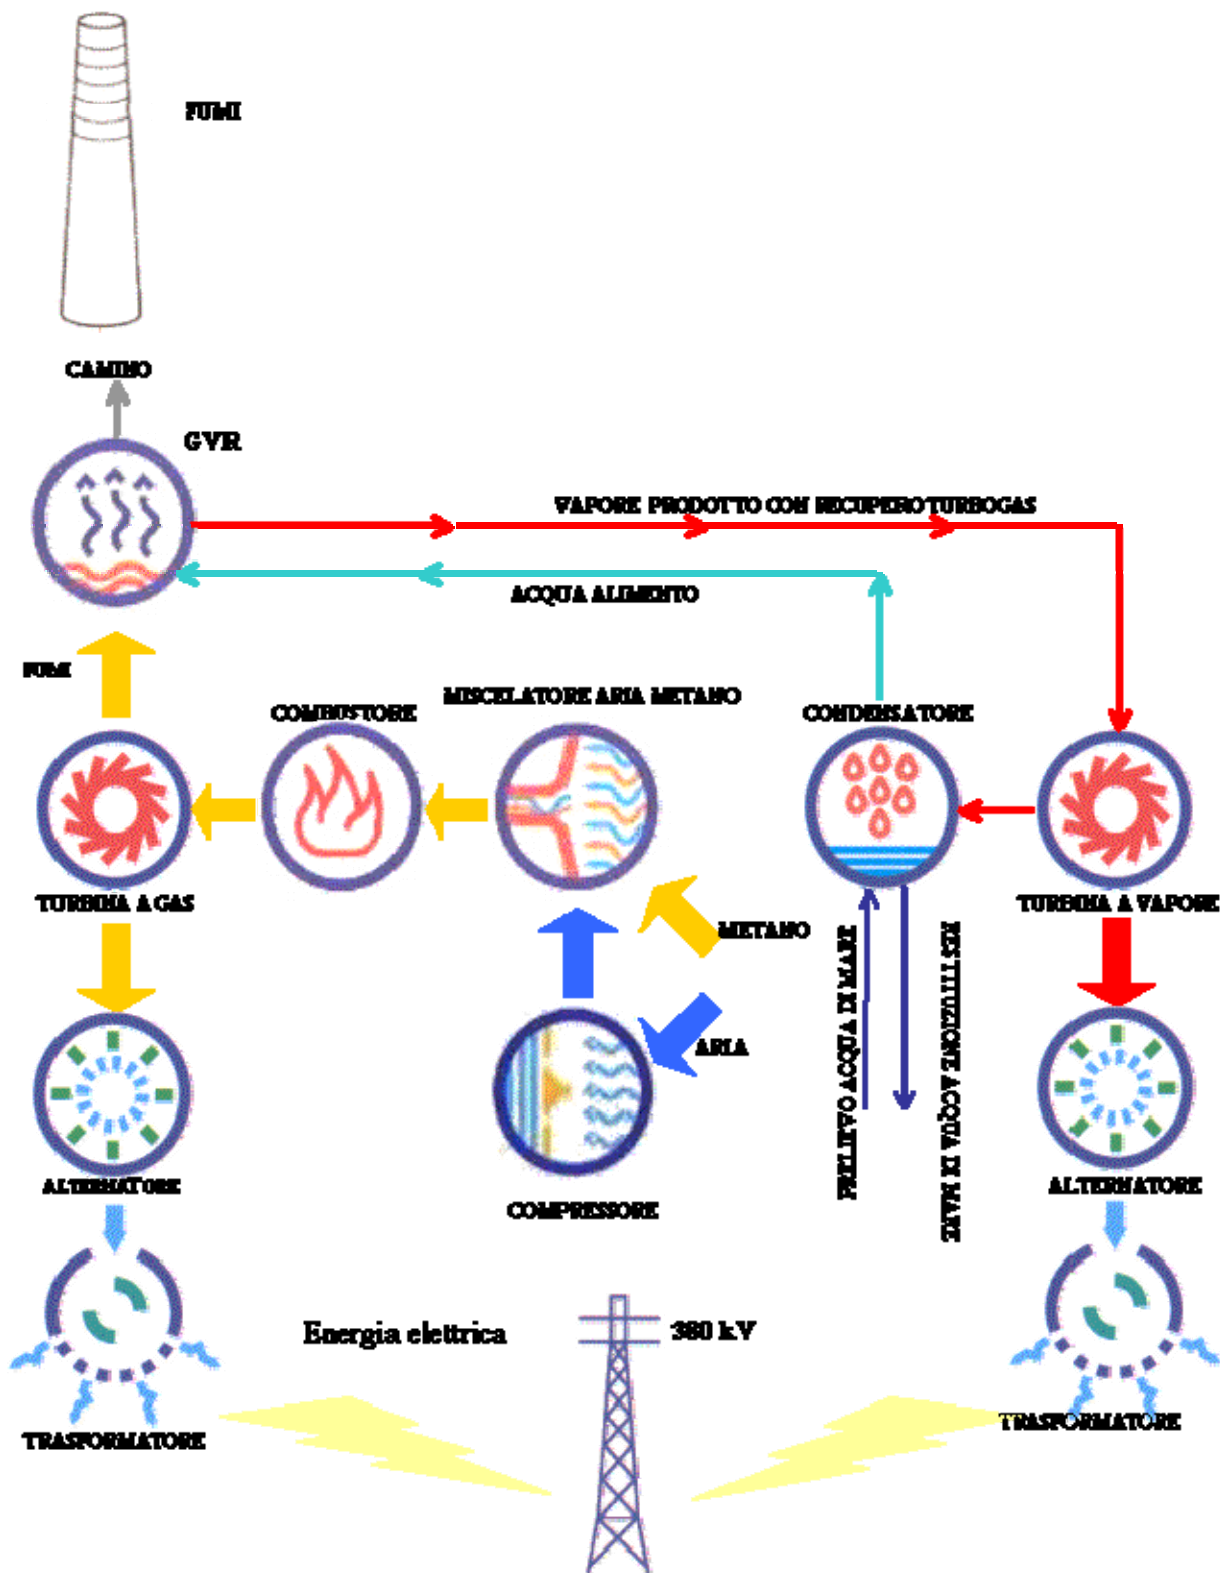 FUMI
CAMINO
GVR
VAPORE PRODOTTO CON RECUPERO TURBOGAS
ACQUA ALIMENTO
FUMI
MISCELATORE ARIA METANO
COMBUSTORE
CONDENSATORE
TURBINA A GAS
TURBINA A VAPORE
METANO
PRELIEVO ACQUA DI MARE
RESTITUZIONE ACQUA DI MARE
ARIA
ALTERNATORE
COMPRESSORE
ALTERNATORE
Energia elettrica
380 kV
TRASFORMATORE
TRASFORMATORE